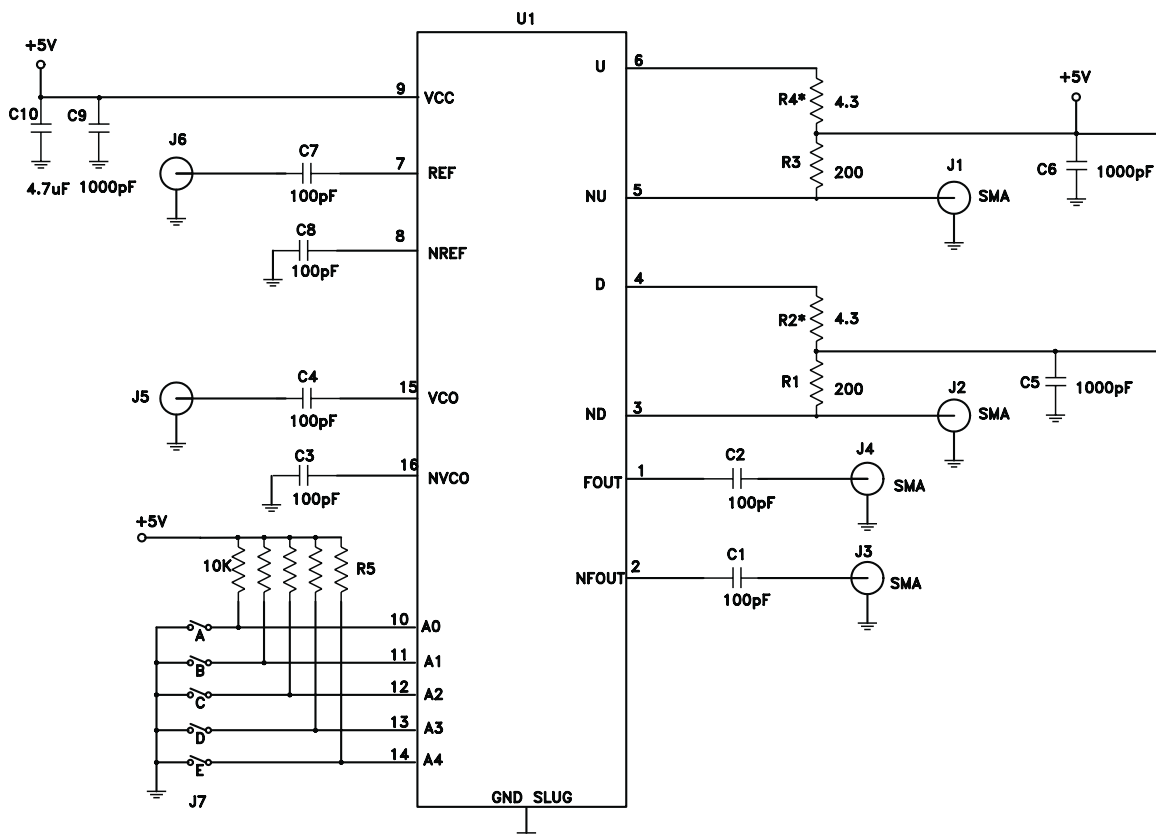 U1
+5V
C10
4.7uF
C9
1000pF
9 VCC
J6
C7
100pF
7 REF
C8
100pF
8 NREF
J5
C4
100pF
15 VCO
C3
100pF
16 NVCO
+5V
10K
R5
A
10 A0
B
11 A1
C
12 A2
D
13 A3
E
14 A4
J7
GND SLUG
U 6
R4* 4.3
+5V
R3 200
C6 1000pF
NU 5
J1
SMA
D 4
R2* 4.3
R1 200
C5 1000pF
ND 3
J2
SMA
FOUT 1
C2
100pF
J4
SMA
NFOUT 2
C1
100pF
J3
SMA